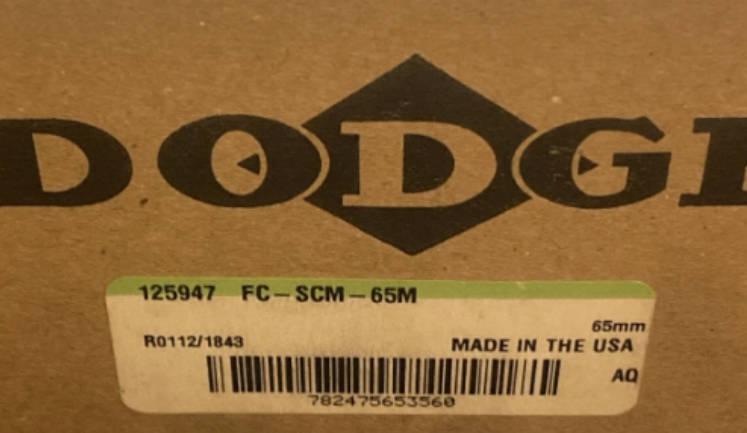 DODGE
125947 FC-SCM-65M
65mm
R0112/1843 MADE IN THE USA
AQ
782475653560